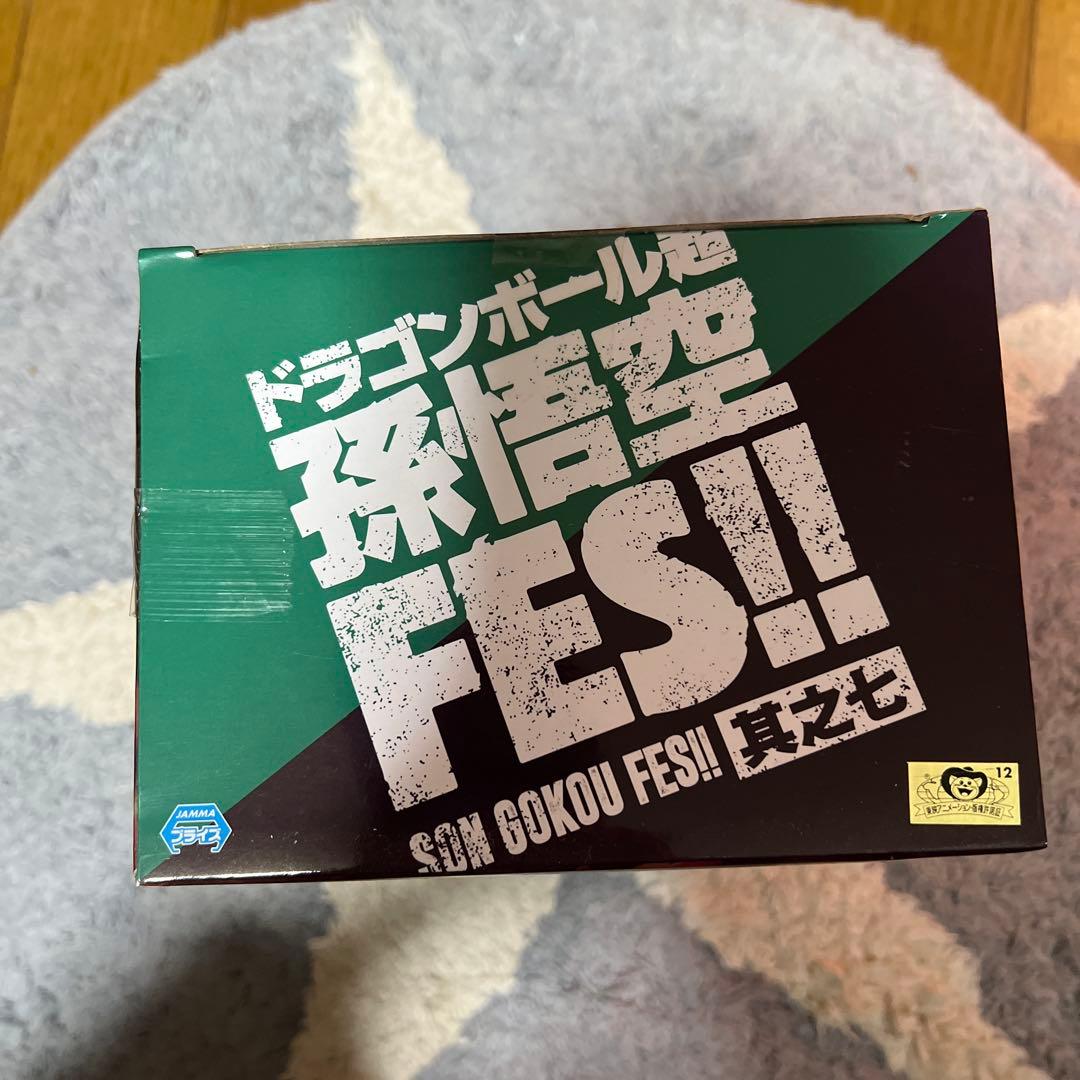 ドラゴンボール超
孫悟空
FES!!
SON GOKOU FES!! 其之七
JAMMA
プライズ
12
東映アニメーション・版権許諾証